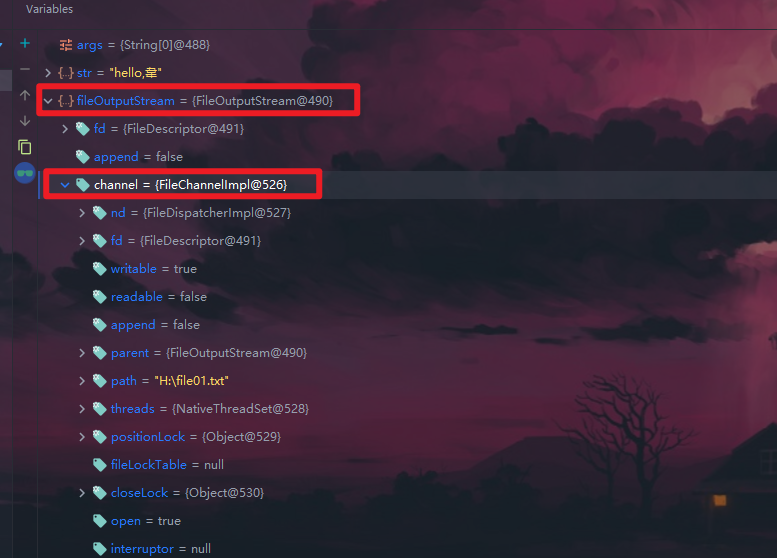 Variables
args = {String[0]@488}
str = "hello,韋"
fileOutputStream = {FileOutputStream@490}
fd = {FileDescriptor@491}
append = false
channel = {FileChannelImpl@526}
nd = {FileDispatcherImpl@527}
fd = {FileDescriptor@491}
writable = true
readable = false
append = false
parent = {FileOutputStream@490}
path = "H:\file01.txt"
threads = {NativeThreadSet@528}
positionLock = {Object@529}
fileLockTable = null
closeLock = {Object@530}
open = true
interruptor = null